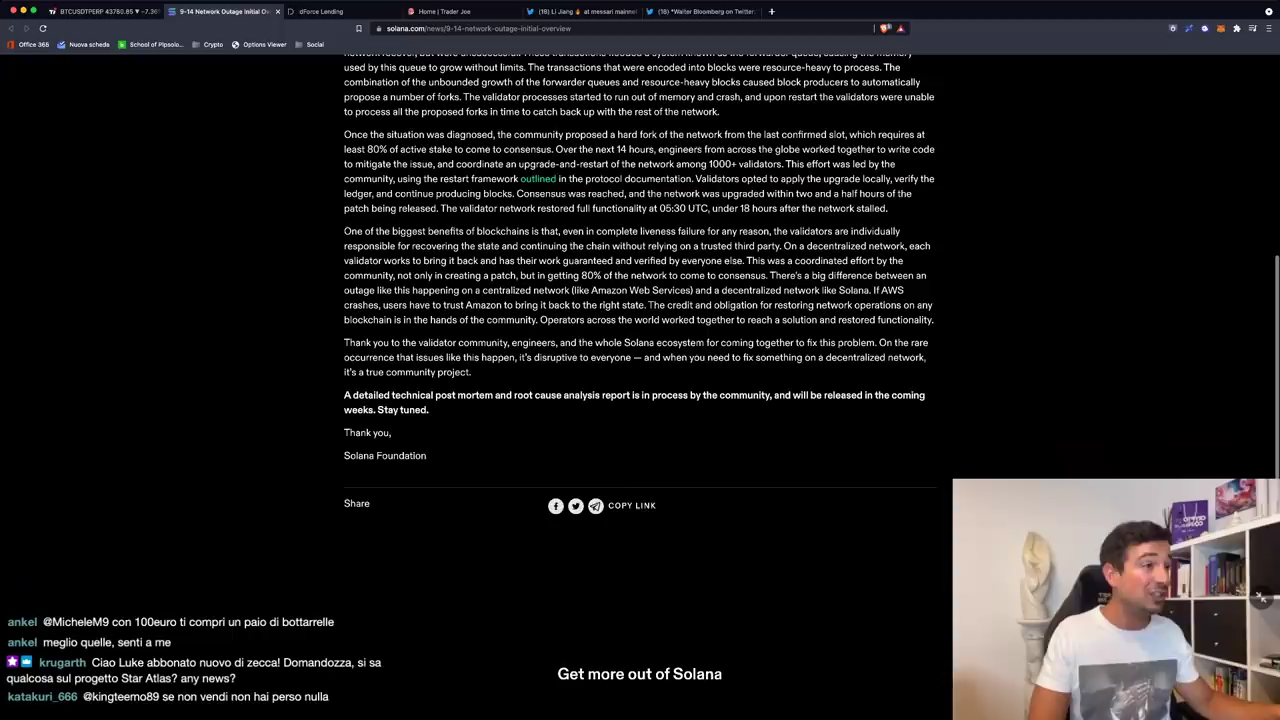 BTCUSDTPERP 43780.85 ▼ −7.36
9-14 Network Outage Initial Ov
dForce Lending
Home | Trader Joe
(18) Li Jiang 🔥 at messari mainne
(18) *Walter Bloomberg on Twitter:
solana.com/news/9-14-network-outage-initial-overview
Office 365
Nuova scheda
School of Pipsolo...
Crypto
Options Viewer
Social
used by this queue to grow without limits. The transactions that were encoded into blocks were resource-heavy to process. The
combination of the unbounded growth of the forwarder queues and resource-heavy blocks caused block producers to automatically
propose a number of forks. The validator processes started to run out of memory and crash, and upon restart the validators were unable
to process all the proposed forks in time to catch back up with the rest of the network.
Once the situation was diagnosed, the community proposed a hard fork of the network from the last confirmed slot, which requires at
least 80% of active stake to come to consensus. Over the next 14 hours, engineers from across the globe worked together to write code
to mitigate the issue, and coordinate an upgrade-and-restart of the network among 1000+ validators. This effort was led by the
community, using the restart framework outlined in the protocol documentation. Validators opted to apply the upgrade locally, verify the
ledger, and continue producing blocks. Consensus was reached, and the network was upgraded within two and a half hours of the
patch being released. The validator network restored full functionality at 05:30 UTC, under 18 hours after the network stalled.
One of the biggest benefits of blockchains is that, even in complete liveness failure for any reason, the validators are individually
responsible for recovering the state and continuing the chain without relying on a trusted third party. On a decentralized network, each
validator works to bring it back and has their work guaranteed and verified by everyone else. This was a coordinated effort by the
community, not only in creating a patch, but in getting 80% of the network to come to consensus. There's a big difference between an
outage like this happening on a centralized network (like Amazon Web Services) and a decentralized network like Solana. If AWS
crashes, users have to trust Amazon to bring it back to the right state. The credit and obligation for restoring network operations on any
blockchain is in the hands of the community. Operators across the world worked together to reach a solution and restored functionality.
Thank you to the validator community, engineers, and the whole Solana ecosystem for coming together to fix this problem. On the rare
occurrence that issues like this happen, it's disruptive to everyone — and when you need to fix something on a decentralized network,
it's a true community project.
A detailed technical post mortem and root cause analysis report is in process by the community, and will be released in the coming
weeks. Stay tuned.
Thank you,
Solana Foundation
Share
COPY LINK
Get more out of Solana
CRYPTO
ankel @MicheleM9 con 100euro ti compri un paio di bottarrelle
ankel meglio quelle, senti a me
krugarth Ciao Luke abbonato nuovo di zecca! Domandozza, si sa
qualcosa sul progetto Star Atlas? any news?
katakuri_666 @kingteemo89 se non vendi non hai perso nulla